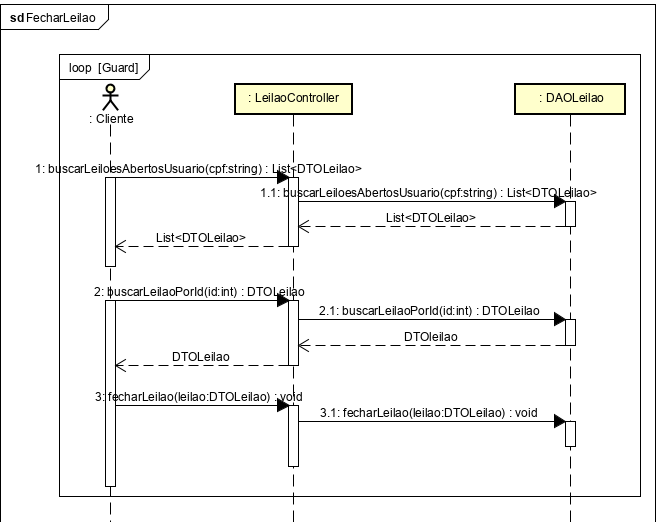 sd FecharLeilao
loop [Guard]
: Cliente
: LeilaoController
: DAOLeilao
1: buscarLeiloesAbertosUsuario(cpf:string) : List<DTOLeilao>
1.1: buscarLeiloesAbertosUsuario(cpf:string) : List<DTOLeilao>
List<DTOLeilao>
List<DTOLeilao>
2: buscarLeilaoPorId(id:int) : DTOLeilao
2.1: buscarLeilaoPorId(id:int) : DTOLeilao
DTOleilao
DTOLeilao
3: fecharLeilao(leilao:DTOLeilao) : void
3.1: fecharLeilao(leilao:DTOLeilao) : void